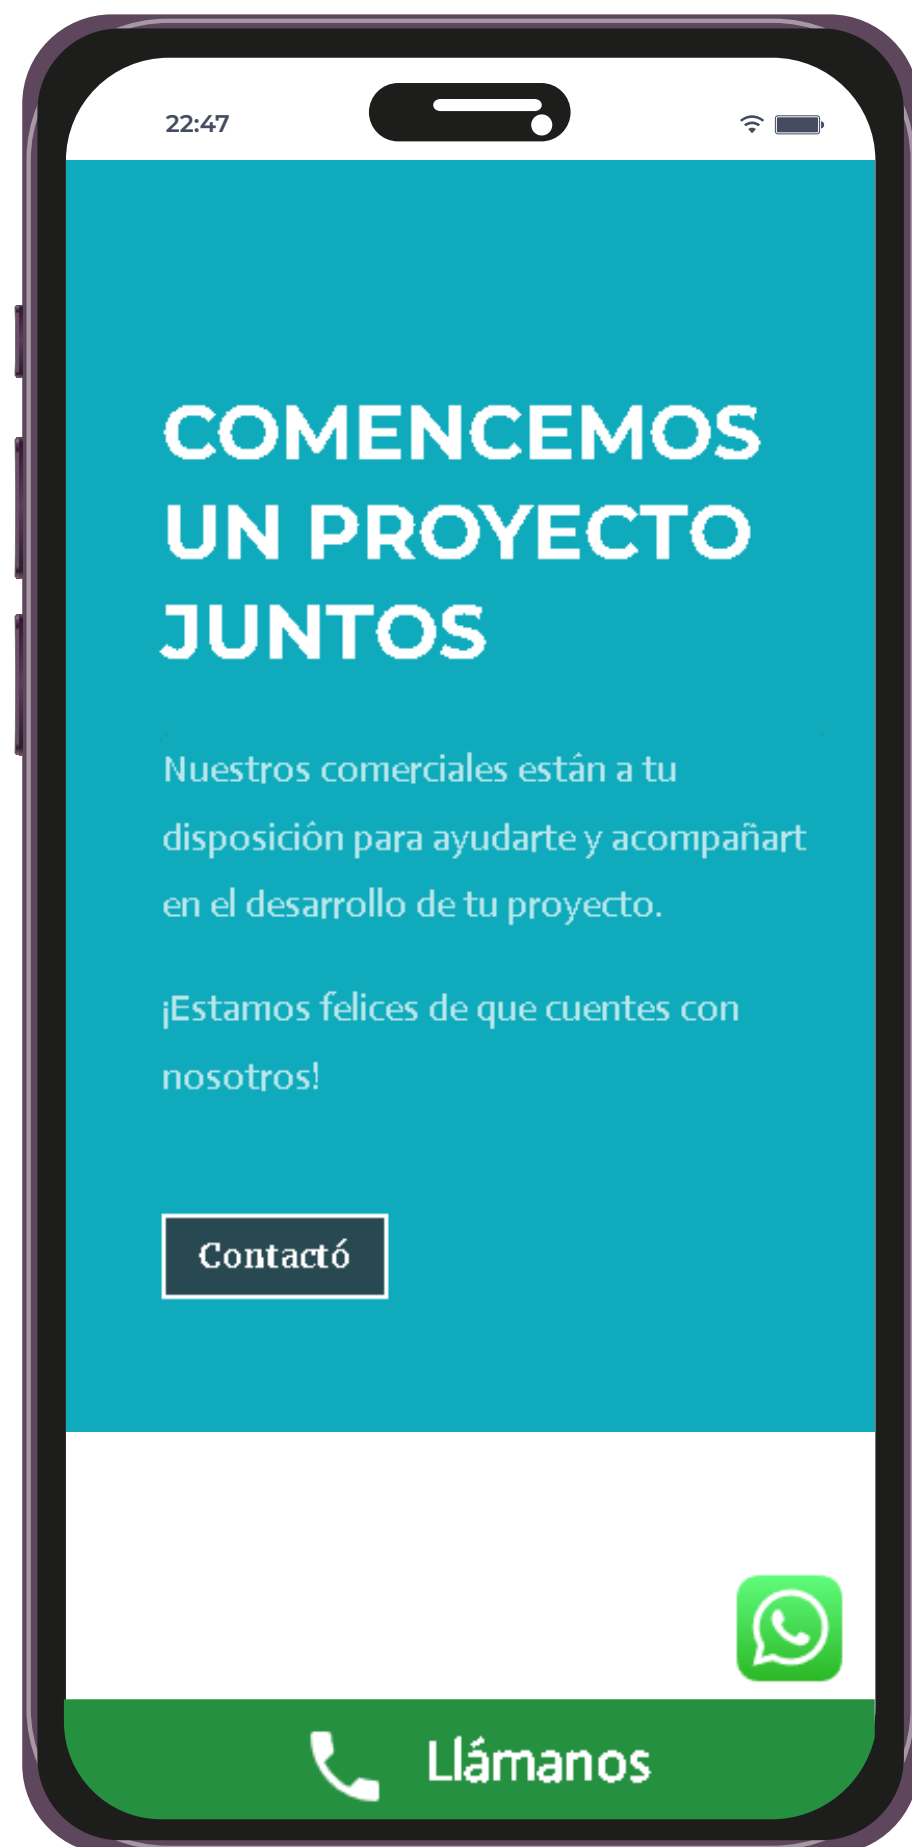 22:47
COMENCEMOS
UN PROYECTO
JUNTOS
Nuestros comerciales están a tu
disposición para ayudarte y acompañart
en el desarrollo de tu proyecto.
¡Estamos felices de que cuentes con
nosotros!
Contactó
Llámanos